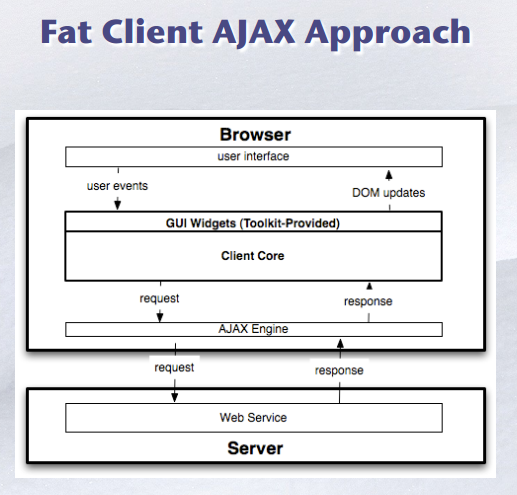 Fat Client AJAX Approach
Browser
user interface
user events
DOM updates
GUI Widgets (Toolkit-Provided)
Client Core
request
response
AJAX Engine
request
response
Web Service
Server